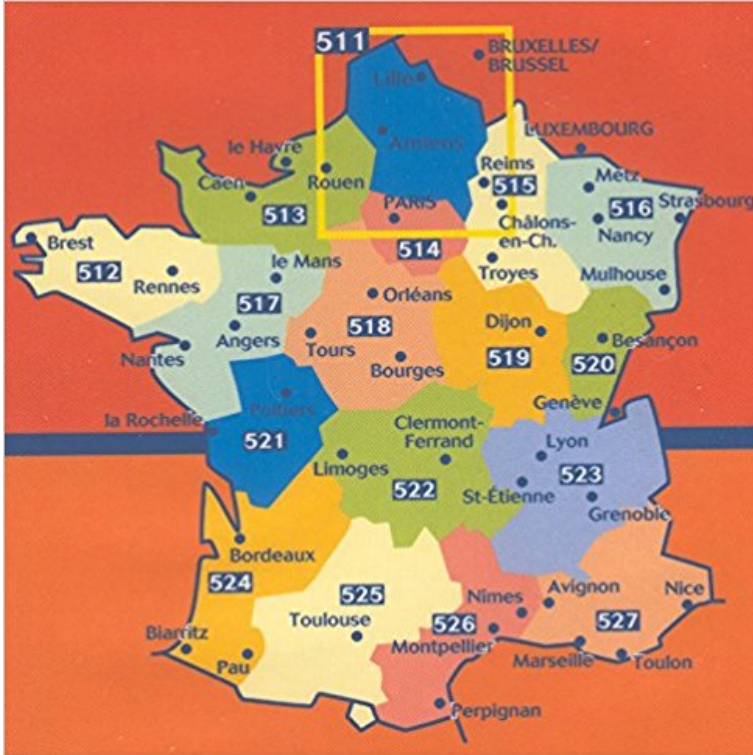 511
BRUXELLES/
BRUSSEL
Lille
Amiens
LUXEMBOURG
le Havre
Reims
Caen
Rouen
515
Metz
513
PARIS
516
Strasbourg
Châlons-
en-Ch.
Nancy
514
Brest
512
Rennes
le Mans
Troyes
Mulhouse
517
Orléans
518
Dijon
Angers
Tours
519
Besançon
520
Nantes
Bourges
Genève
Poitiers
la Rochelle
521
Clermont-
Ferrand
Lyon
Limoges
523
522
St-Étienne
Grenoble
Bordeaux
524
525
Avignon
Nice
Nîmes
Toulouse
526
527
Biarritz
Montpellier
Pau
Marseille
Toulon
Perpignan